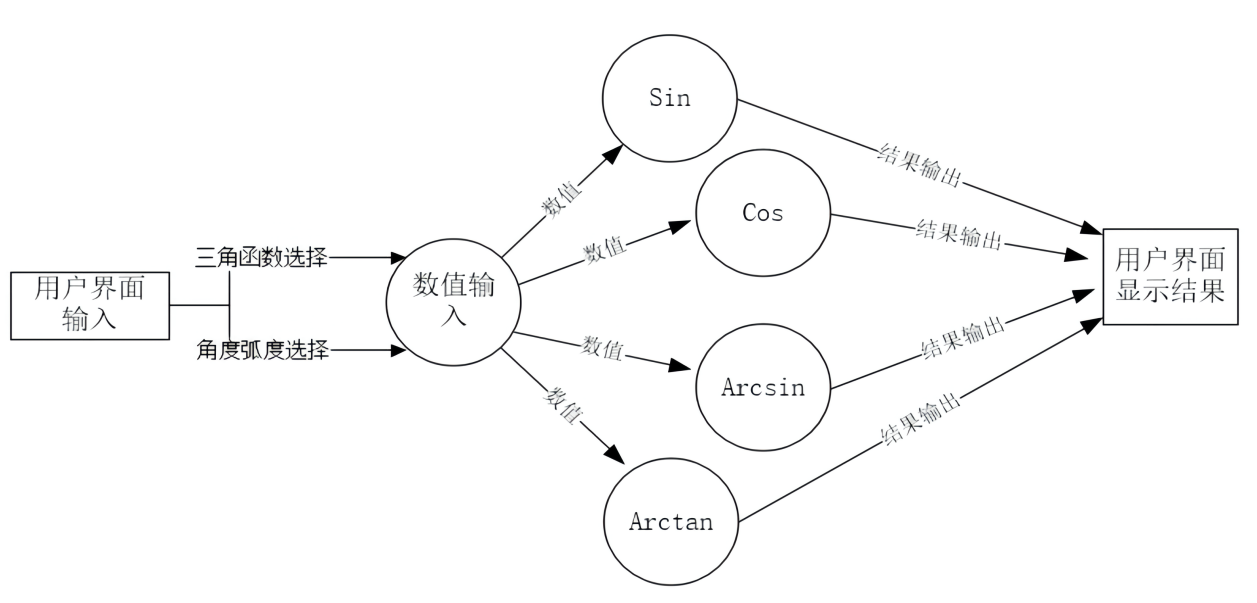 Sin
结果输出
数值
Cos
数值
结果输出
三角函数选择
用户界面
输入
数值输
入
用户界面
显示结果
角度弧度选择
数值
Arcsin
结果输出
数值
Arctan
结果输出